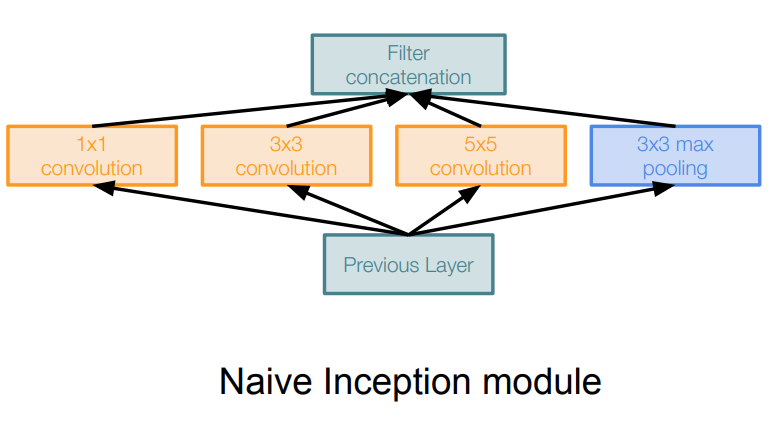 Filter
concatenation
1x1
convolution
3x3
convolution
5x5
convolution
3x3 max
pooling
Previous Layer
Naive Inception module